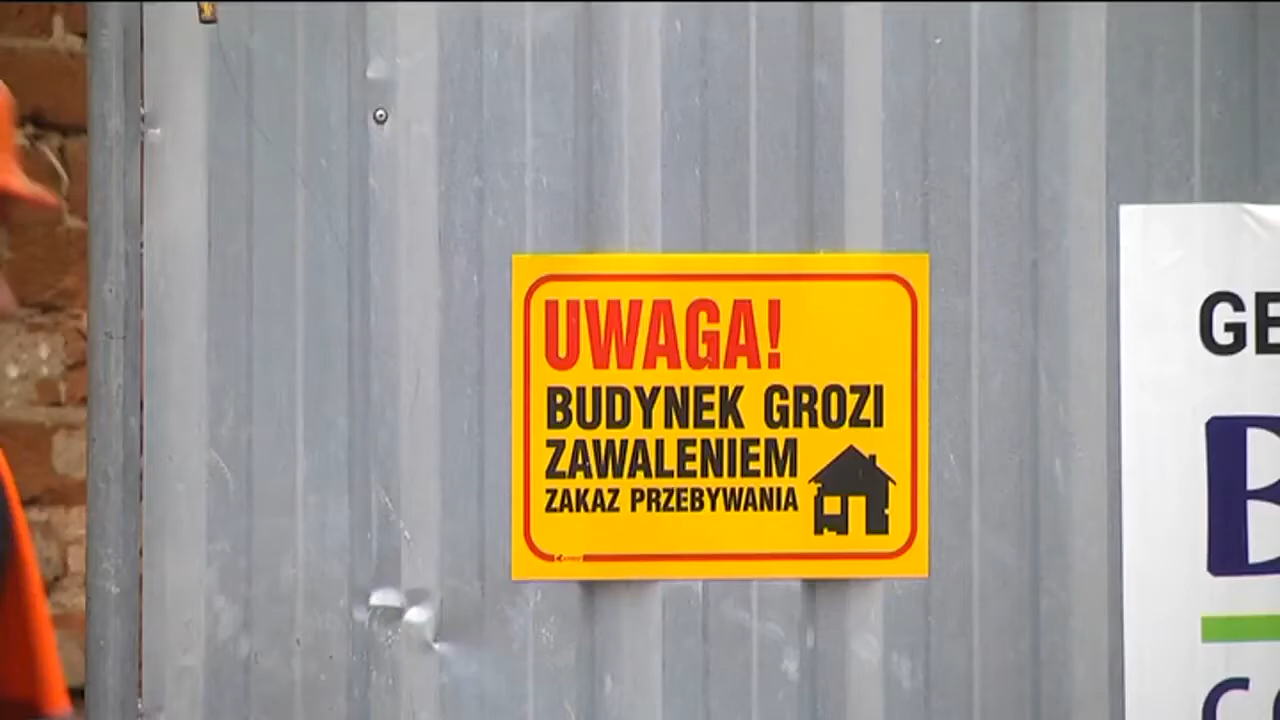 UWAGA!
BUDYNEK GROZI
ZAWALENIEM
ZAKAZ PRZEBYWANIA
GE
B